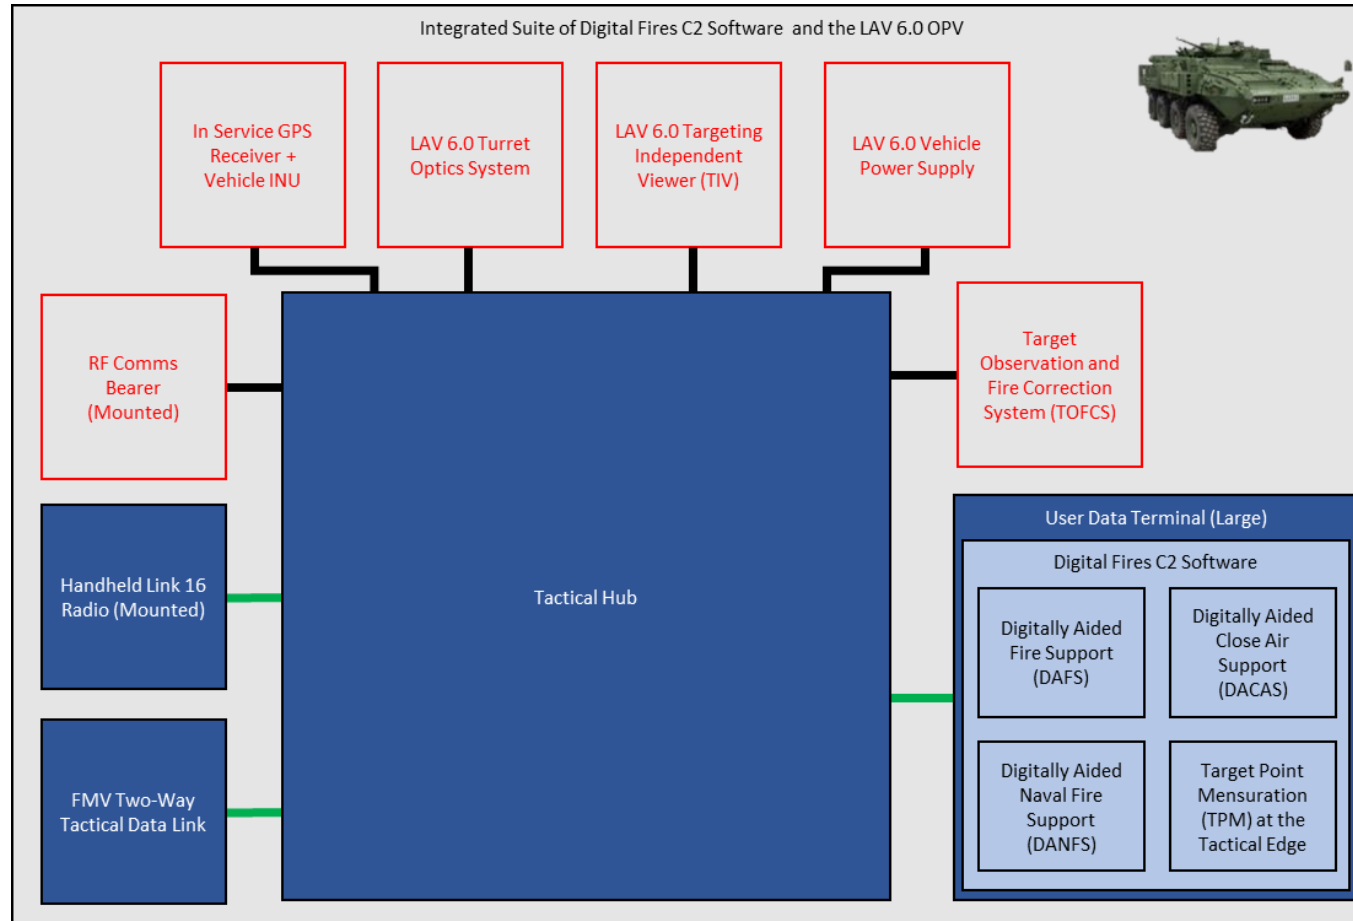 Integrated Suite of Digital Fires C2 Software and the LAV 6.0 OPV
In Service GPS
Receiver +
Vehicle INU
LAV 6.0 Turret
Optics System
LAV 6.0 Targeting
Independent
Viewer (TIV)
LAV 6.0 Vehicle
Power Supply
RF Comms
Bearer
(Mounted)
Target
Observation and
Fire Correction
System (TOFCS)
Handheld Link 16
Radio (Mounted)
FMV Two-Way
Tactical Data Link
Tactical Hub
User Data Terminal (Large)
Digital Fires C2 Software
Digitally Aided
Fire Support
(DAFS)
Digitally Aided
Close Air
Support
(DACAS)
Digitally Aided
Naval Fire
Support
(DANFS)
Target Point
Mensuration
(TPM) at the
Tactical Edge